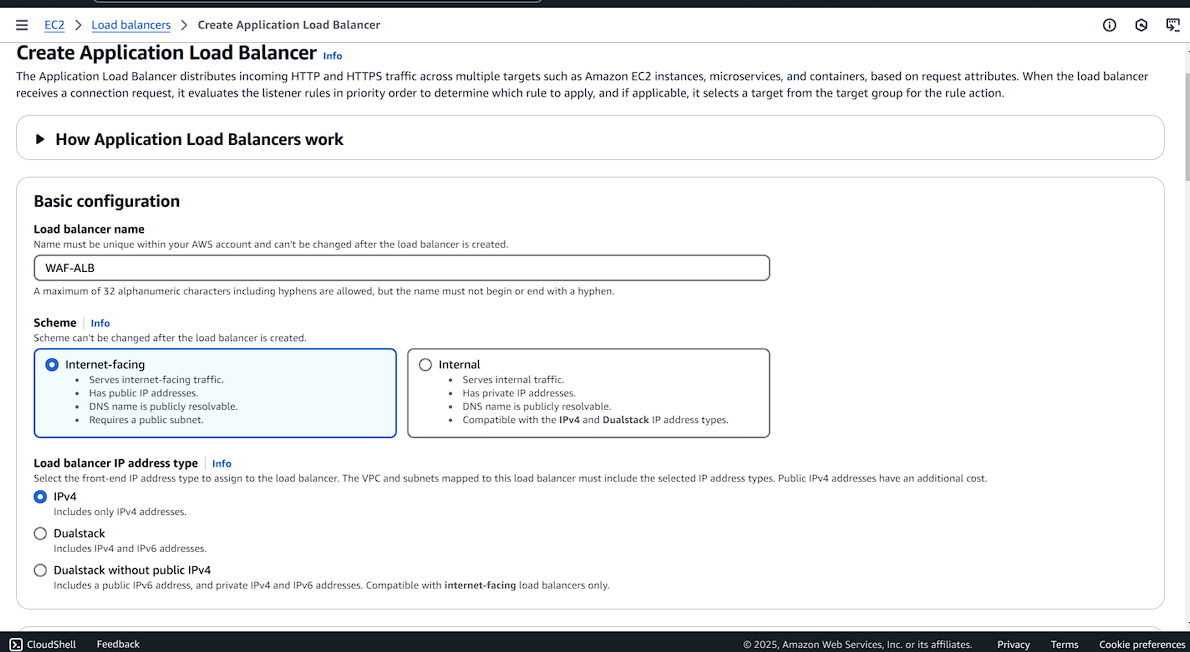 EC2 > Load balancers > Create Application Load Balancer
Create Application Load Balancer Info
The Application Load Balancer distributes incoming HTTP and HTTPS traffic across multiple targets such as Amazon EC2 instances, microservices, and containers, based on request attributes. When the load balancer
receives a connection request, it evaluates the listener rules in priority order to determine which rule to apply, and if applicable, it selects a target from the target group for the rule action.
How Application Load Balancers work
Basic configuration
Load balancer name
Name must be unique within your AWS account and can't be changed after the load balancer is created.
WAF-ALB
A maximum of 32 alphanumeric characters including hyphens are allowed, but the name must not begin or end with a hyphen.
Scheme Info
Scheme can't be changed after the load balancer is created.
Internet-facing
• Serves internet-facing traffic.
• Has public IP addresses.
• DNS name is publicly resolvable.
• Requires a public subnet.
Internal
• Serves internal traffic.
• Has private IP addresses.
• DNS name is publicly resolvable.
• Compatible with the IPv4 and Dualstack IP address types.
Load balancer IP address type Info
Select the front-end IP address type to assign to the load balancer. The VPC and subnets mapped to this load balancer must include the selected IP address types. Public IPv4 addresses have an additional cost.
IPv4
Includes only IPv4 addresses.
Dualstack
Includes IPv4 and IPv6 addresses.
Dualstack without public IPv4
Includes a public IPv6 address, and private IPv4 and IPv6 addresses. Compatible with internet-facing load balancers only.
CloudShell Feedback © 2025, Amazon Web Services, Inc. or its affiliates. Privacy Terms Cookie preferences